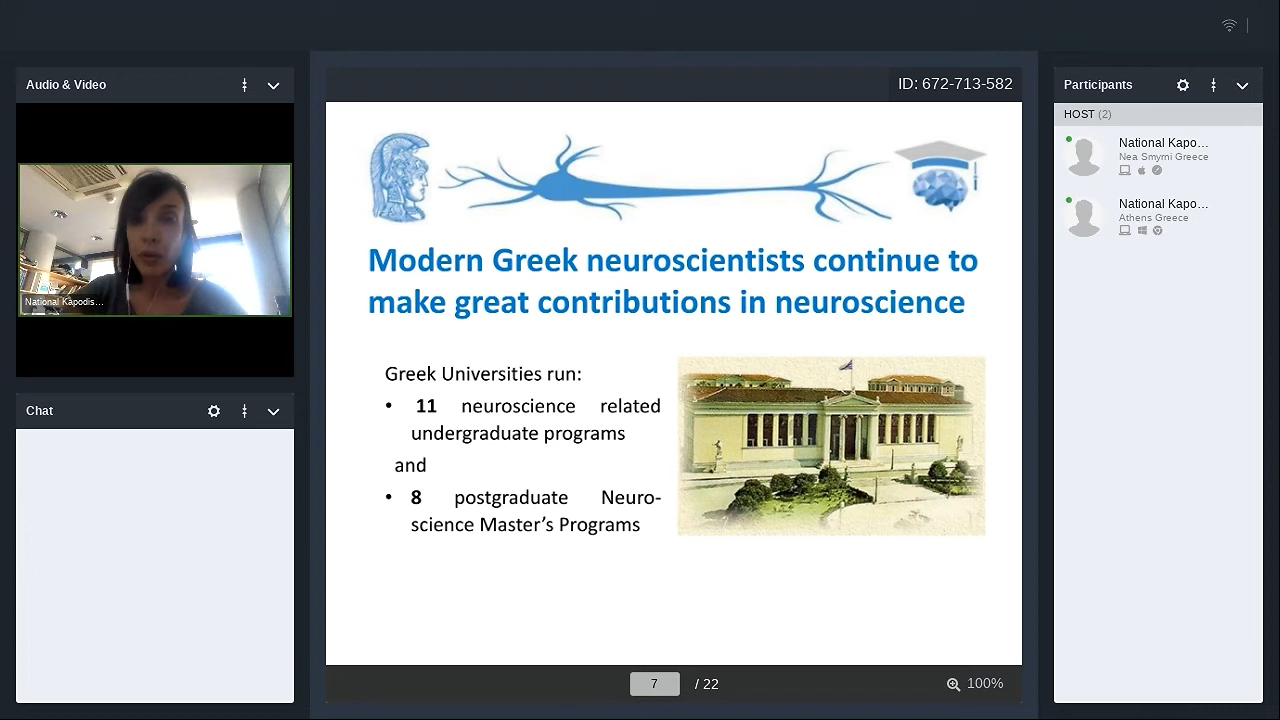 Audio & Video
National Kapodis...
Chat
ID: 672-713-582
Modern Greek neuroscientists continue to
make great contributions in neuroscience
Greek Universities run:
• 11 neuroscience related
undergraduate programs
and
• 8 postgraduate Neuro-
science Master's Programs
7 / 22
100%
Participants
HOST (2)
National Kapo...
Nea Smyrni Greece
National Kapo...
Athens Greece